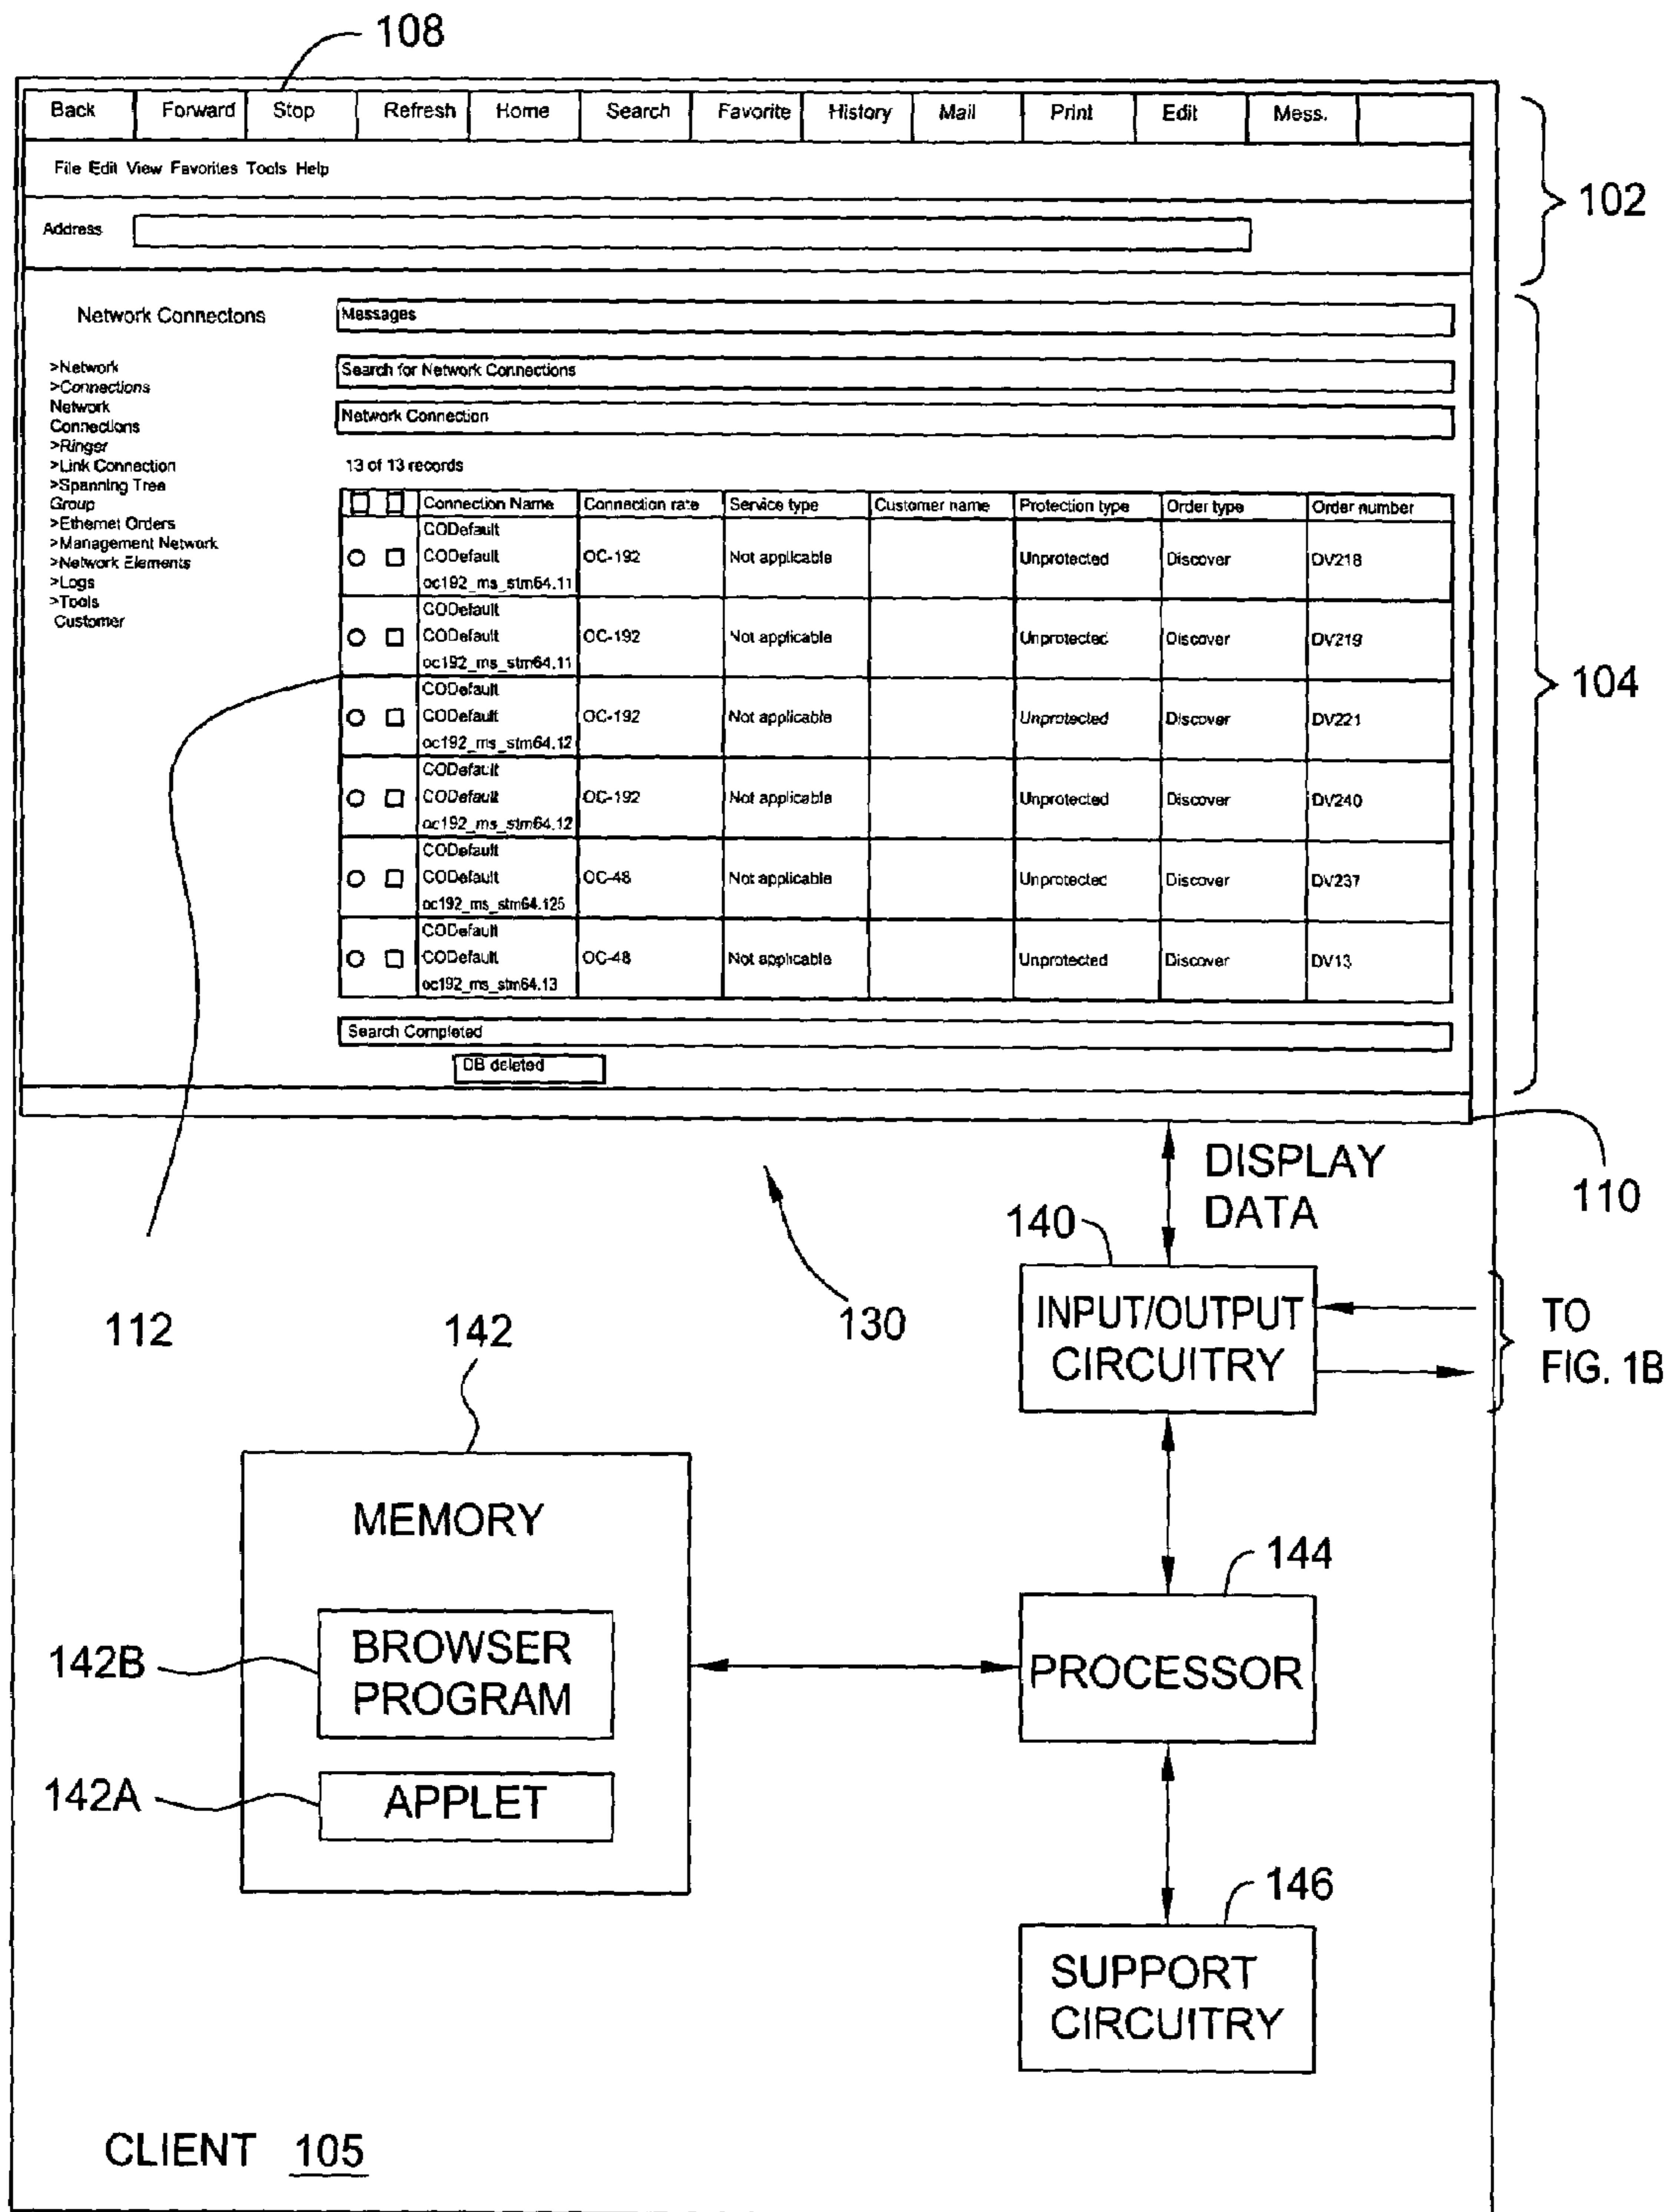 108
Back Forward Stop Refresh Home Search Favorite History Mail Print Edit Mess.
File Edit View Favorites Tools Help
102
Address
Network Connectons
Messages
>Network
>Connections
Network
Connections
>Ringer
>Link Connection
>Spanning Tree
Group
>Ethernet Orders
>Management Network
>Network Elements
>Logs
>Tools
Customer
Search for Network Connections
Network Connection
13 of 13 records
Connection Name Connection rate Service type Customer name Protection type Order type Order number
CODefault
CODefault OC-192 Not applicable Unprotected Discover DV218
oc192_ms_stm64.11
CODefault
CODefault OC-192 Not applicable Unprotected Discover DV219
oc192_ms_stm64.11
CODefault
CODefault OC-192 Not applicable Unprotected Discover DV221
oc192_ms_stm64.12
CODefault
CODefault OC-192 Not applicable Unprotected Discover DV240
oc192_ms_stm64.12
CODefault
CODefault OC-48 Not applicable Unprotected Discover DV237
oc192_ms_stm64.125
CODefault
CODefault OC-48 Not applicable Unprotected Discover DV13
oc192_ms_stm64.13
Search Completed
DB deleted
104
110
DISPLAY
DATA
140
130
112
142
INPUT/OUTPUT
CIRCUITRY
TO
FIG. 1B
MEMORY
144
142B
BROWSER
PROGRAM
PROCESSOR
142A
APPLET
146
SUPPORT
CIRCUITRY
CLIENT 105